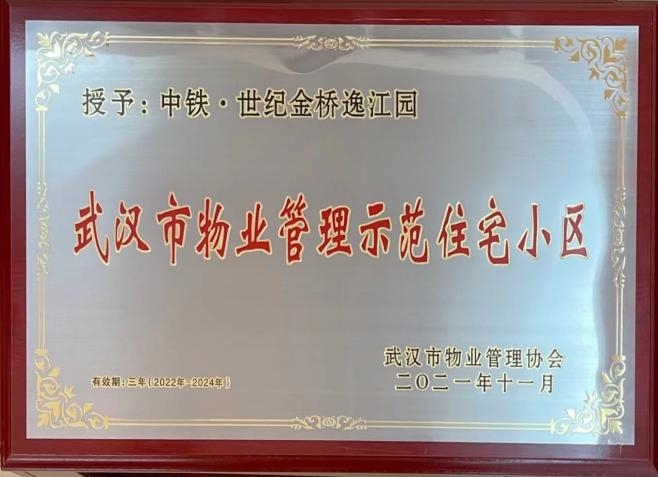 授予：中铁·世纪金桥逸江园
武汉市物业管理示范住宅小区
武汉市物业管理协会
有效期：三年（2022年-2024年）
二〇二一年十一月